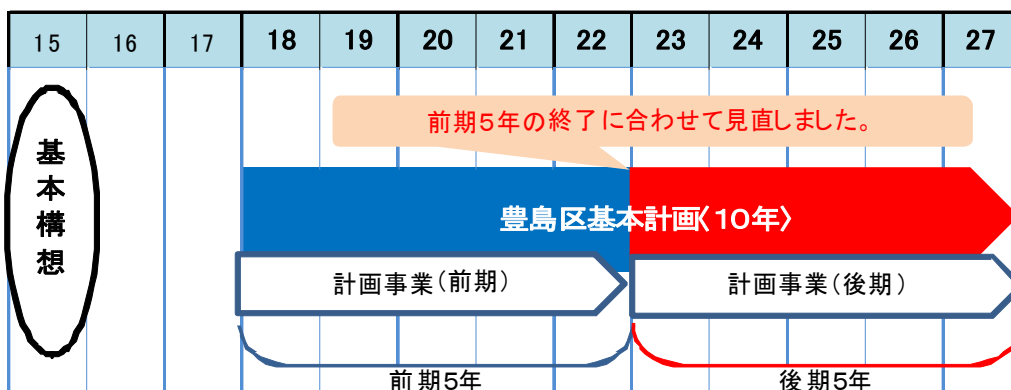 15 16 17 18 19 20 21 22 23 24 25 26 27
前期5年の終了に合わせて見直しました。
基本構想
豊島区基本計画〈10年〉
計画事業(前期) 計画事業(後期)
前期5年 後期5年